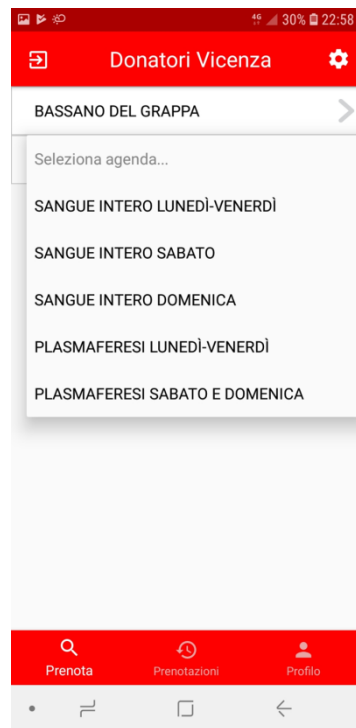 4G 30% 22:58
Donatori Vicenza
BASSANO DEL GRAPPA
Seleziona agenda...
SANGUE INTERO LUNEDÌ-VENERDÌ
SANGUE INTERO SABATO
SANGUE INTERO DOMENICA
PLASMAFERESI LUNEDÌ-VENERDÌ
PLASMAFERESI SABATO E DOMENICA
Prenota Prenotazioni Profilo